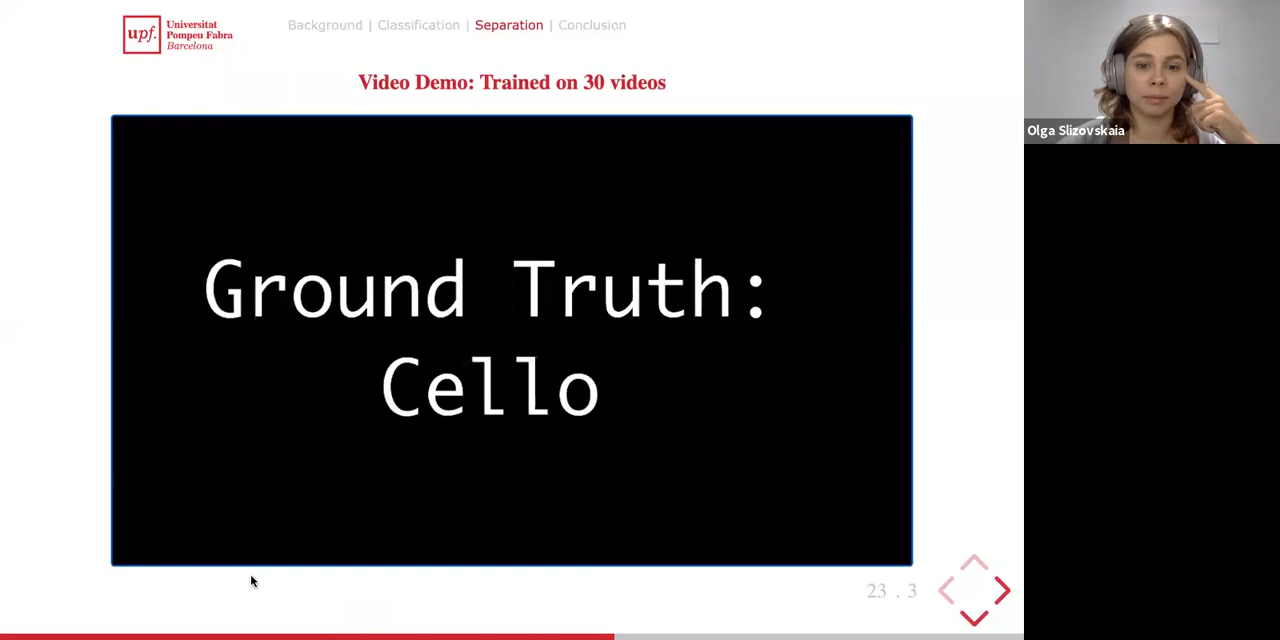 upf.
Universitat
Pompeu Fabra
Barcelona
Background | Classification | Separation | Conclusion
Video Demo: Trained on 30 videos
Ground Truth:
Cello
23 . 3
Olga Slizovskaia